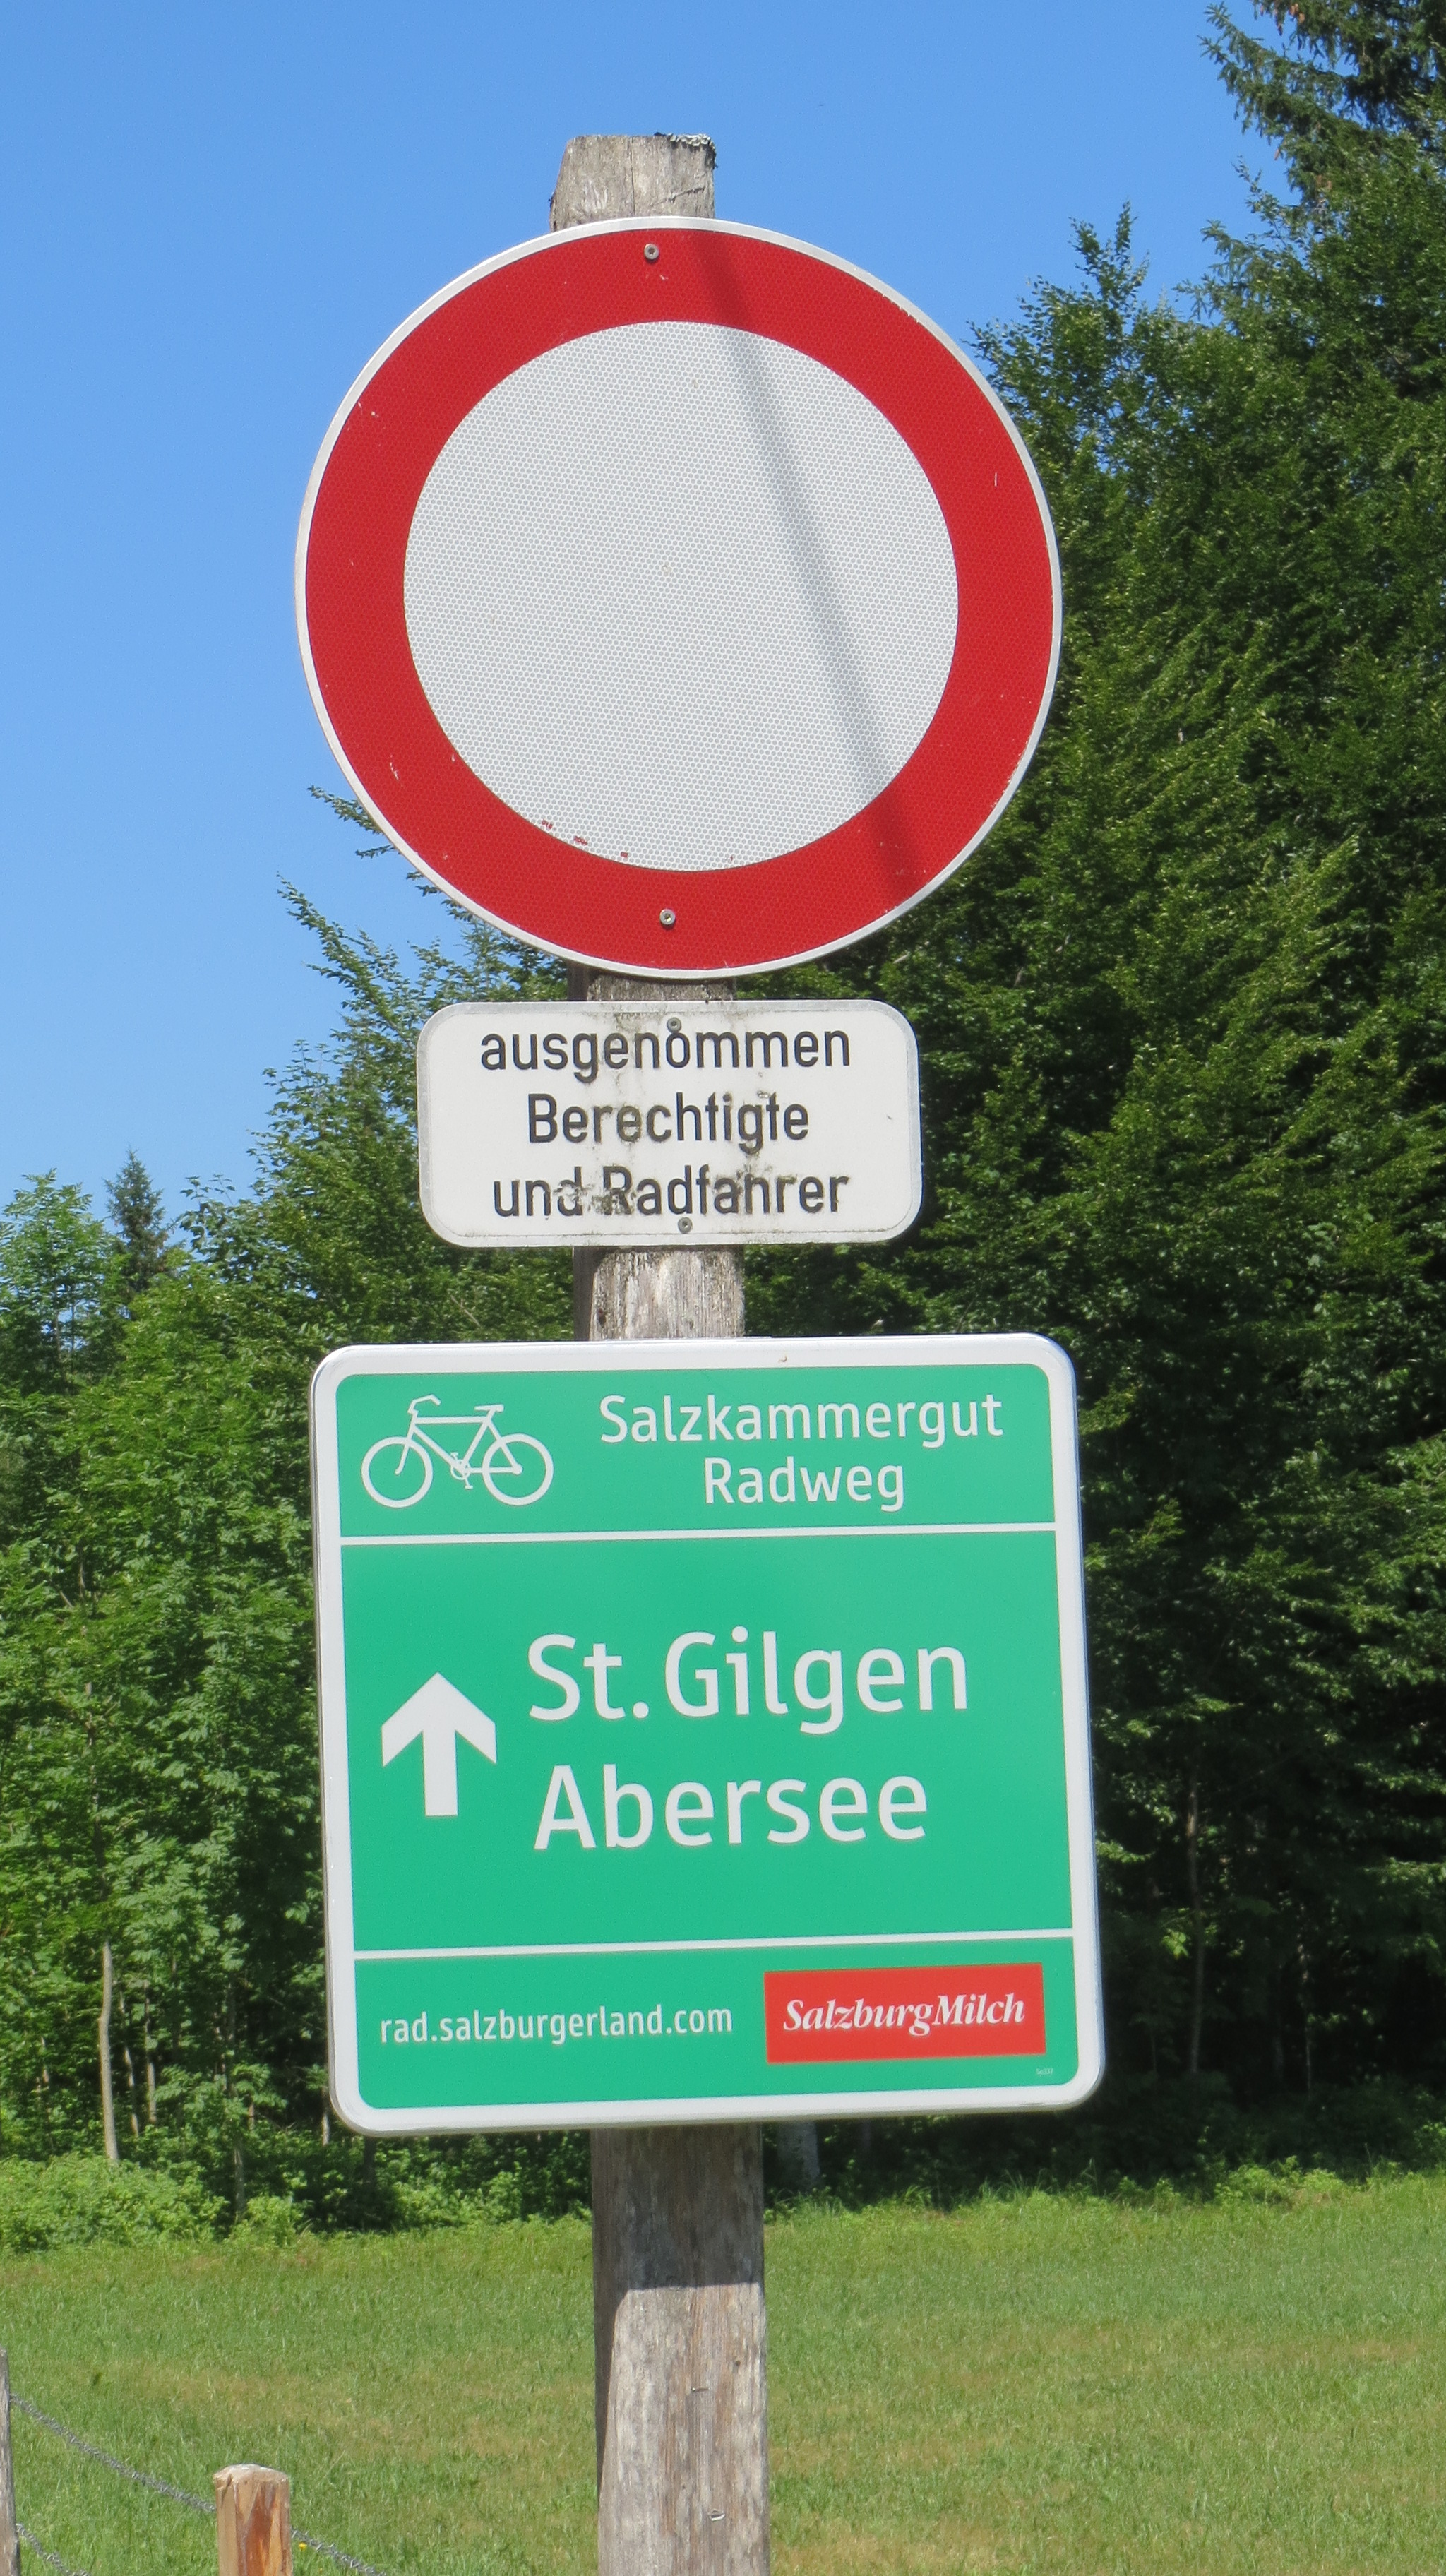 ausgenommen
Berechtigte
und Radfahrer
Salzkammergut
Radweg
St. Gilgen
Abersee
rad.salzburgerland.com
SalzburgMilch